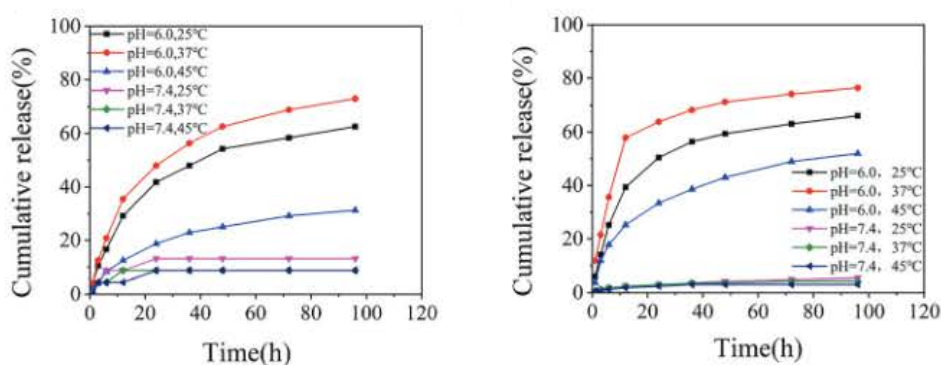 Cumulative release(%)
100
80
60
40
20
0
pH=6.0,25℃
pH=6.0,37℃
pH=6.0,45℃
pH=7.4,25℃
pH=7.4,37℃
pH=7.4,45℃
0 20 40 60 80 100 120
Time(h)
Cumulative release(%)
100
80
60
40
20
0
pH=6.0, 25℃
pH=6.0, 37℃
pH=6.0, 45℃
pH=7.4, 25℃
pH=7.4, 37℃
pH=7.4, 45℃
0 20 40 60 80 100 120
Time(h)